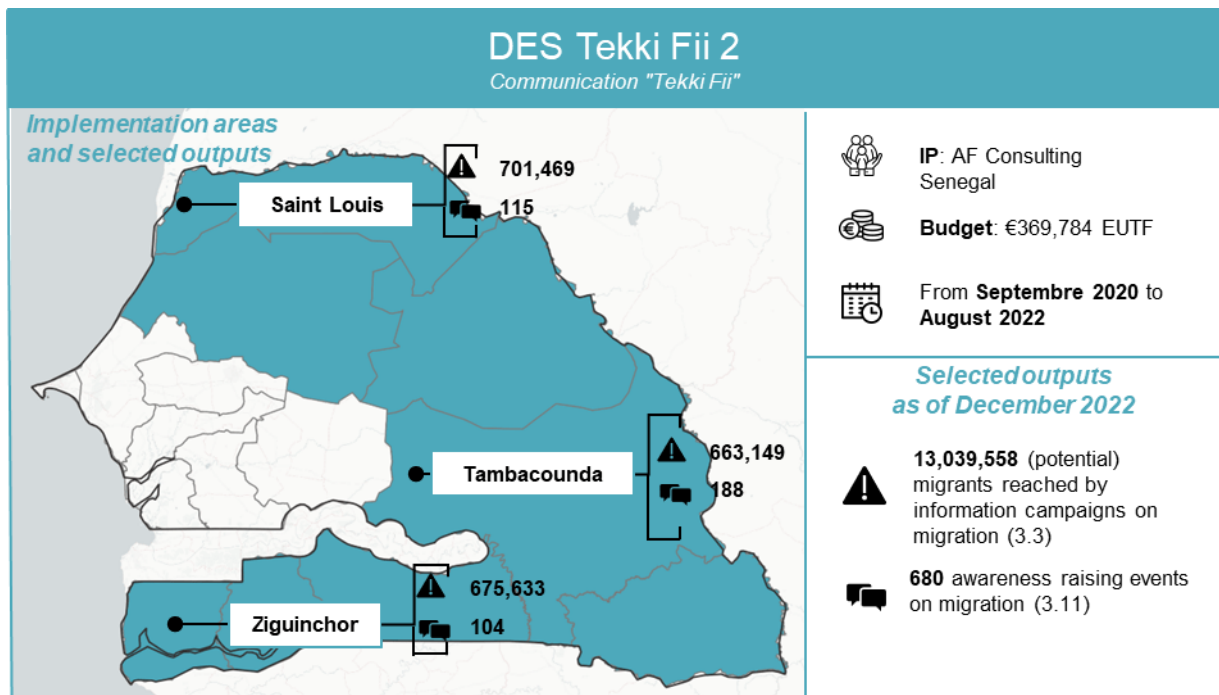 DES Tekki Fii 2
Communication "Tekki Fii"
Implementation areas
and selected outputs
701,469
Saint Louis
115
663,149
Tambacounda
188
675,633
Ziguinchor
104
IP: AF Consulting
Senegal
Budget: €369,784 EUTF
From Septembre 2020 to
August 2022
Selected outputs
as of December 2022
13,039,558 (potential)
migrants reached by
information campaigns on
migration (3.3)
680 awareness raising events
on migration (3.11)